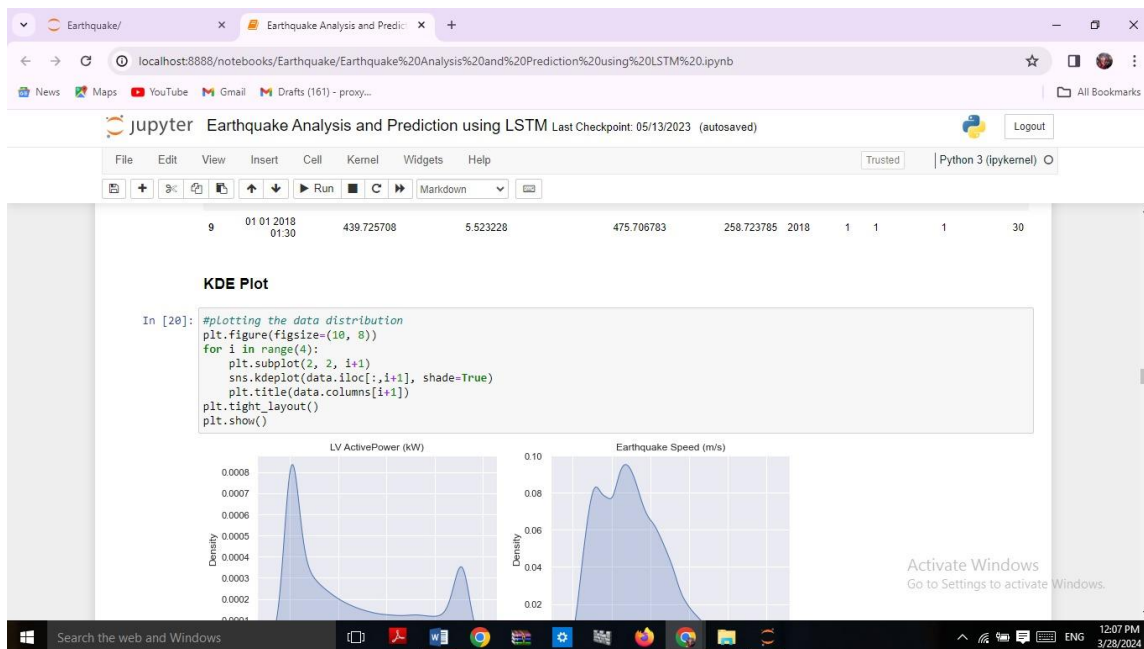 Earthquake/
Earthquake Analysis and Predic
localhost:8888/notebooks/Earthquake/Earthquake%20Analysis%20and%20Prediction%20using%20LSTM%20.ipynb
News Maps YouTube Gmail Drafts (161) - proxy... All Bookmarks
jupyter Earthquake Analysis and Prediction using LSTM Last Checkpoint: 05/13/2023 (autosaved) Logout
File Edit View Insert Cell Kernel Widgets Help Trusted Python 3 (ipykernel)
Run Markdown
9 01 01 2018 01:30 439.725708 5.523228 475.706783 258.723785 2018 1 1 1 30
KDE Plot
In [20]: #plotting the data distribution
plt.figure(figsize=(10, 8))
for i in range(4):
    plt.subplot(2, 2, i+1)
    sns.kdeplot(data.iloc[:,i+1], shade=True)
    plt.title(data.columns[i+1])
plt.tight_layout()
plt.show()
LV ActivePower (kW)
0.0008
0.0007
0.0006
0.0005
0.0004
0.0003
0.0002
0.0001
Density
Earthquake Speed (m/s)
0.10
0.08
0.06
0.04
0.02
Density
Activate Windows
Go to Settings to activate Windows.
Search the web and Windows
ENG
12:07 PM
3/28/2024